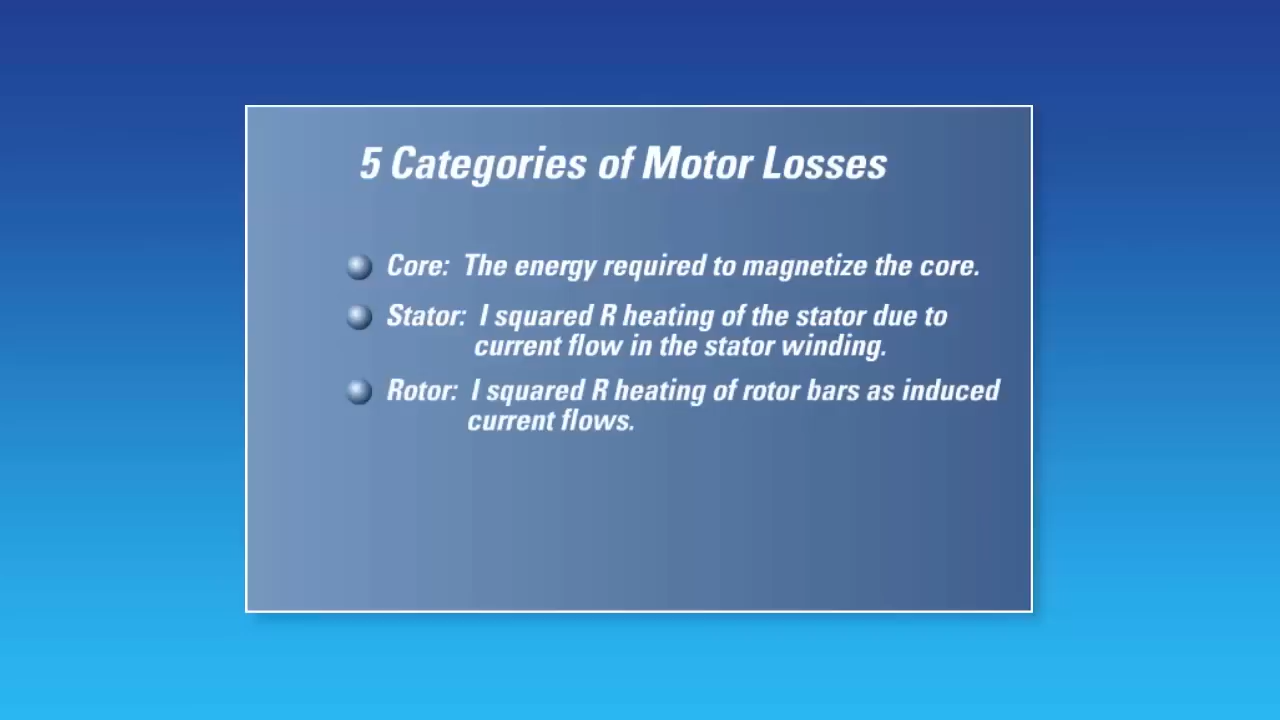 5 Categories of Motor Losses
Core: The energy required to magnetize the core.
Stator: I squared R heating of the stator due to
current flow in the stator winding.
Rotor: I squared R heating of rotor bars as induced
current flows.